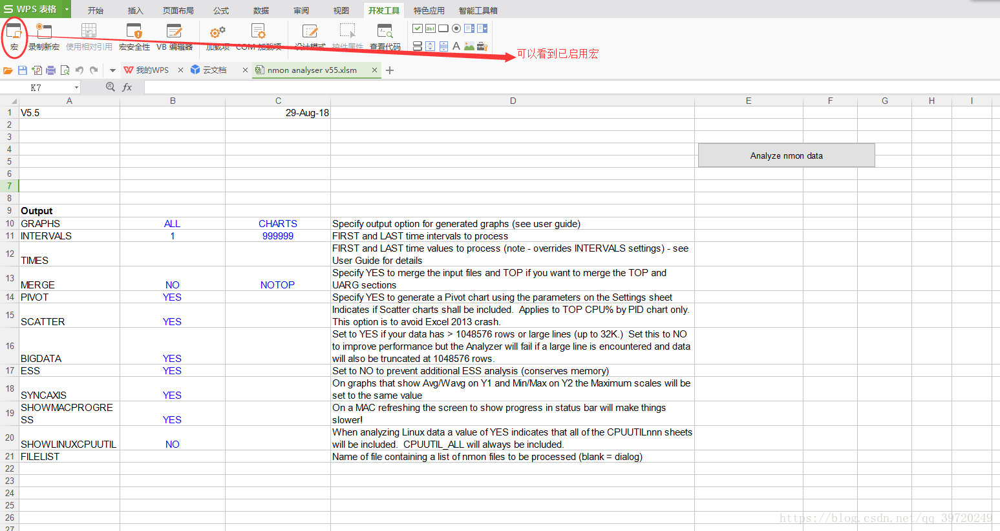 WPS 表格 开始 插入 页面布局 公式 数据 审阅 视图 开发工具 特色应用 智能工具箱
宏 录制新宏 使用相对引用 宏安全性 VB 编辑器 加载项 COM 加载项 设计模式 控件属性 查看代码
可以看到已启用宏
我的WPS 云文档 nmon analyser v55.xlsm
K7 fx
A B C D E F G H I
1 V5.5 29-Aug-18
2
3
4
Analyze nmon data
5
6
7
8
9 Output
10 GRAPHS ALL CHARTS Specify output option for generated graphs (see user guide)
11 INTERVALS 1 999999 FIRST and LAST time intervals to process
FIRST and LAST time values to process (note - overrides INTERVALS settings) - see
12 TIMES User Guide for details
Specify YES to merge the input files and TOP if you want to merge the TOP and
13 MERGE NO NOTOP UARG sections
14 PIVOT YES Specify YES to generate a Pivot chart using the parameters on the Settings sheet
Indicates if Scatter charts shall be included.  Applies to TOP CPU% by PID chart only.
15 SCATTER YES This option is to avoid Excel 2013 crash.
Set to YES if your data has > 1048576 rows or large lines (up to 32K.)  Set this to NO
16 to improve performance but the Analyzer will fail if a large line is encountered and data
BIGDATA YES will also be truncated at 1048576 rows.
17 ESS YES Set to NO to prevent additional ESS analysis (conserves memory)
On graphs that show Avg/Wavg on Y1 and Min/Max on Y2 the Maximum scales will be
18 SYNCAXIS YES set to the same value
SHOWMACPROGRE On a MAC refreshing the screen to show progress in status bar will make things
19 SS YES slower!
When analyzing Linux data a value of YES indicates that all of the CPUUTILnnn sheets
20 SHOWLINUXCPUUTIL NO will be included.  CPUUTIL_ALL will always be included.
21 FILELIST Name of file containing a list of nmon files to be processed (blank = dialog)
22
23
24
25
26
https://blog.csdn.net/qq_39720249
27